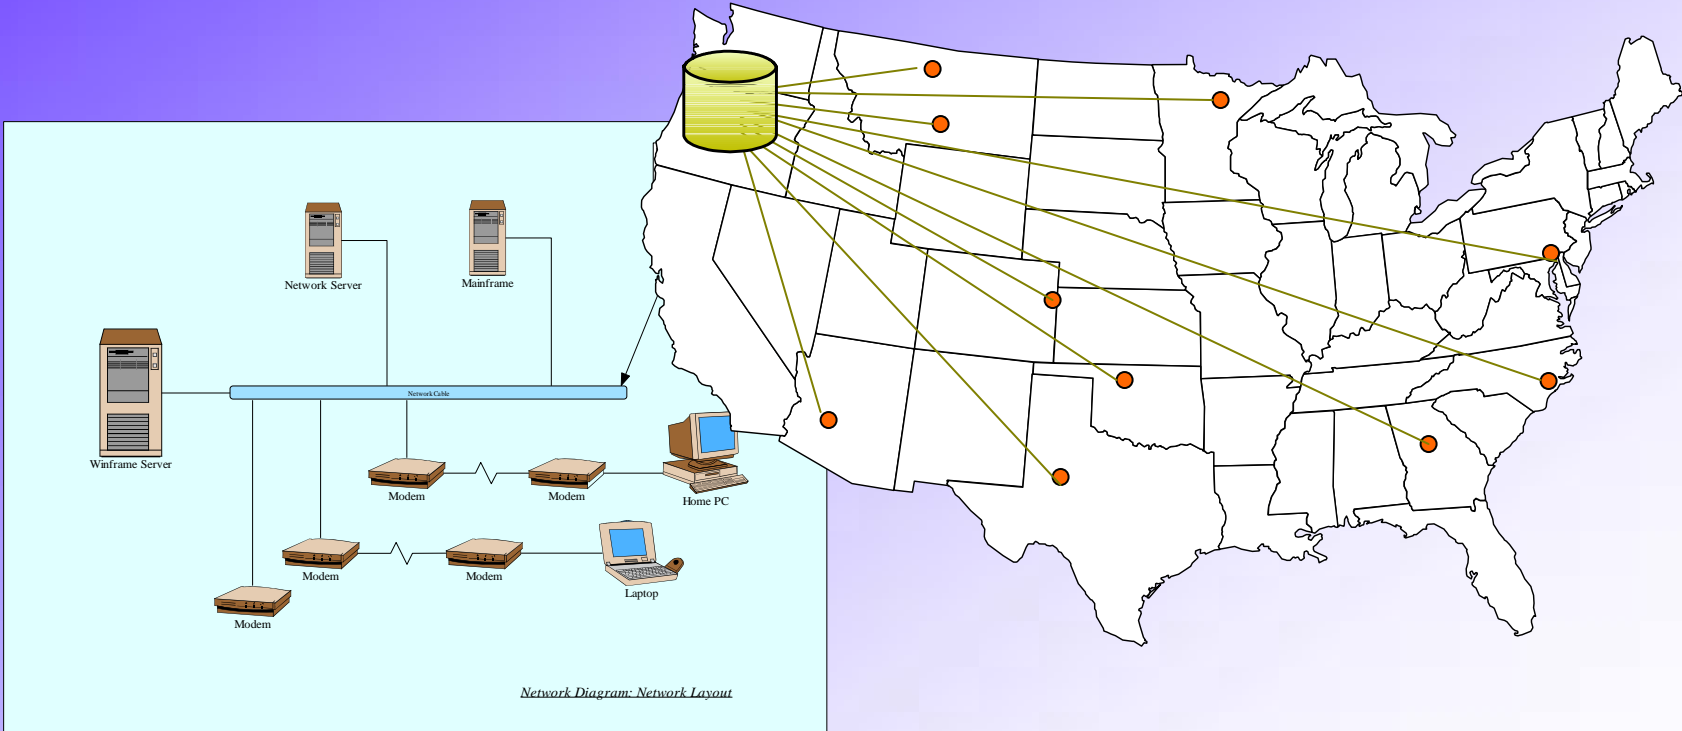 Network Server
Mainframe
Winframe Server
Network Cable
Modem
Modem
Home PC
Modem
Modem
Laptop
Modem
Network Diagram: Network Layout